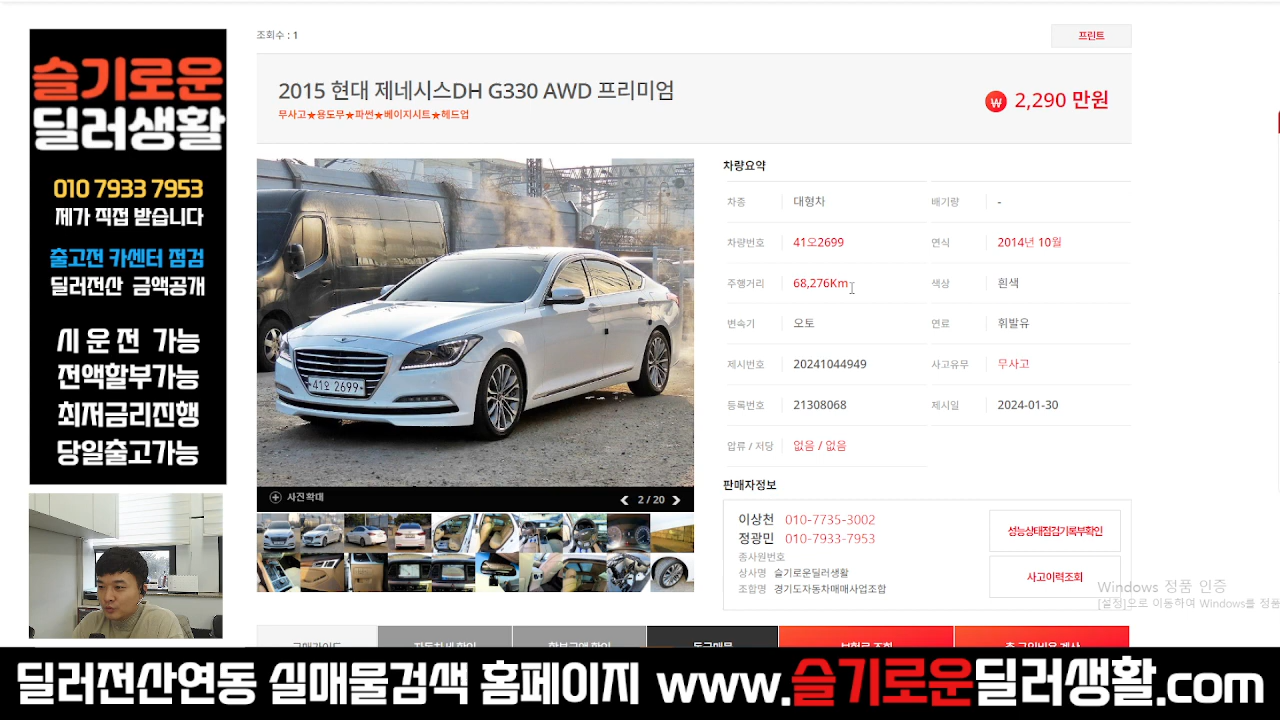 슬기로운
딜러생활
010 7933 7953
제가 직접 받습니다
출고전 카센터 점검
딜러전산 금액공개
시운전 가능
전액할부가능
최저금리진행
당일출고가능
조회수 : 1
프린트
2015 현대 제네시스DH G330 AWD 프리미엄
무사고★용도무★파썬★베이지시트★헤드업
₩ 2,290 만원
41오 2699
사진확대
2 / 20
차량요약
차종 대형차 배기량 -
차량번호 41오2699 연식 2014년 10월
주행거리 68,276Km 색상 흰색
변속기 오토 연료 휘발유
제시번호 20241044949 사고유무 무사고
등록번호 21308068 제시일 2024-01-30
압류 / 저당 없음 / 없음
판매자정보
이상천 010-7735-3002
정광민 010-7933-7953
종사원번호
상사명 슬기로운딜러생활
조합명 경기도자동차매매사업조합
성능상태점검기록부확인
사고이력조회
Windows 정품 인증
[설정]으로 이동하여 Windows를 정품
딜러전산연동 실매물검색 홈페이지 www.슬기로운딜러생활.com